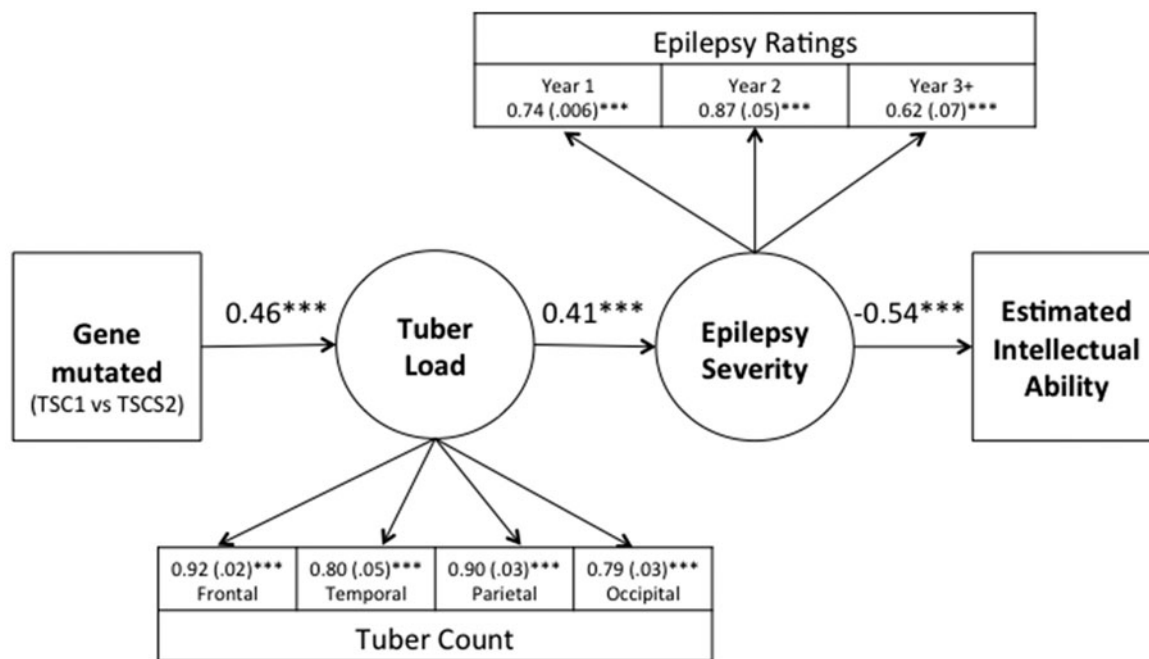 Epilepsy Ratings
Year 1
0.74 (.006)***
Year 2
0.87 (.05)***
Year 3+
0.62 (.07)***
Gene
mutated
(TSC1 vs TSCS2)
0.46***
Tuber
Load
0.41***
Epilepsy
Severity
-0.54***
Estimated
Intellectual
Ability
0.92 (.02)***
Frontal
0.80 (.05)***
Temporal
0.90 (.03)***
Parietal
0.79 (.03)***
Occipital
Tuber Count